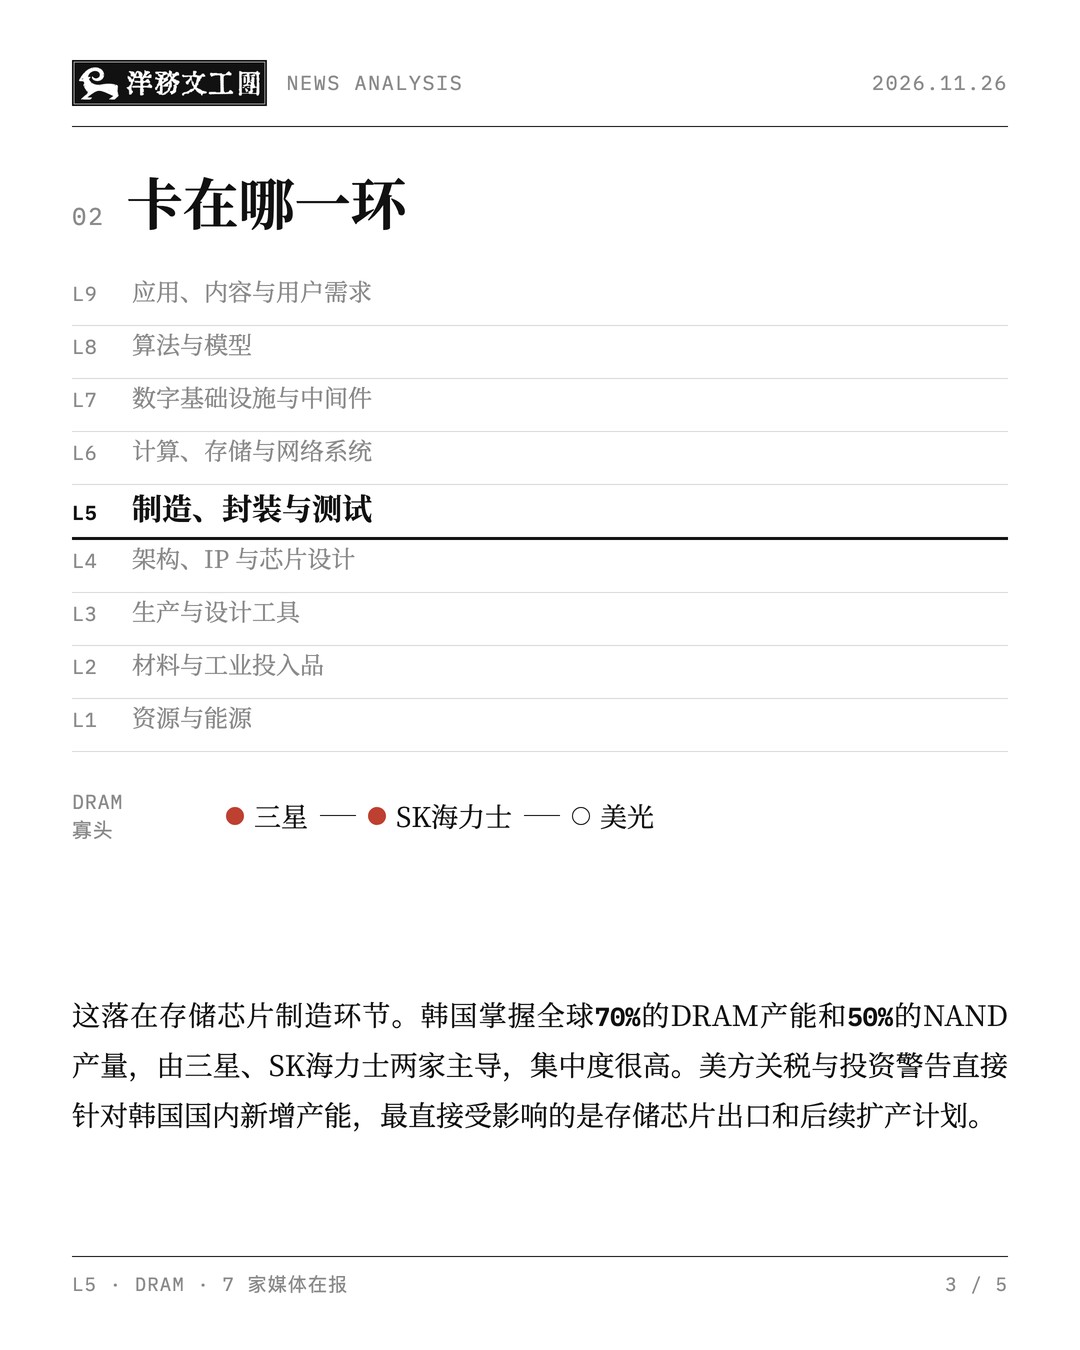 洋務文工團 NEWS ANALYSIS 2026.11.26
02 卡在哪一环
L9 应用、内容与用户需求
L8 算法与模型
L7 数字基础设施与中间件
L6 计算、存储与网络系统
L5 制造、封装与测试
L4 架构、IP 与芯片设计
L3 生产与设计工具
L2 材料与工业投入品
L1 资源与能源
DRAM
寡头
三星 — SK海力士 — 美光
这落在存储芯片制造环节。韩国掌握全球70%的DRAM产能和50%的NAND
产量，由三星、SK海力士两家主导，集中度很高。美方关税与投资警告直接
针对韩国国内新增产能，最直接受影响的是存储芯片出口和后续扩产计划。
L5 · DRAM · 7 家媒体在报 3 / 5